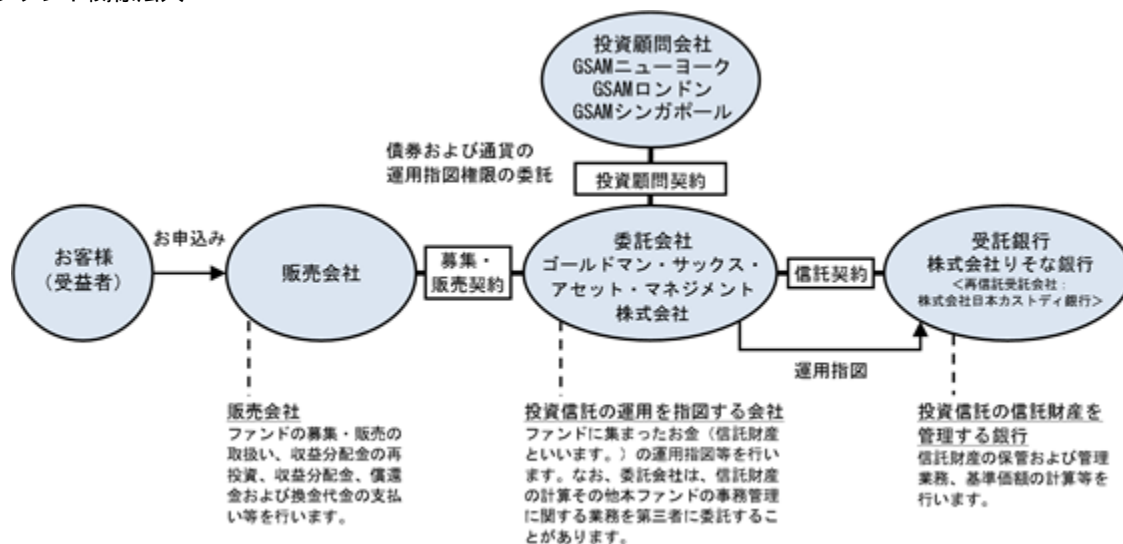 投資顧問会社
GSAMニューヨーク
GSAMロンドン
GSAMシンガポール
債券および通貨の
運用指図権限の委託
投資顧問契約
お客様
(受益者)
お申込み
販売会社
募集・
販売契約
委託会社
ゴールドマン・サックス・
アセット・マネジメント
株式会社
信託契約
受託銀行
株式会社りそな銀行
<再信託受託会社:
株式会社日本カストディ銀行>
運用指図
販売会社
ファンドの募集・販売の
取扱い、収益分配金の再
投資、収益分配金、償還
金および換金代金の支払
い等を行います。
投資信託の運用を指図する会社
ファンドに集まったお金(信託財産
といいます。)の運用指図等を行い
ます。なお、委託会社は、信託財産
の計算その他本ファンドの事務管理
に関する業務を第三者に委託するこ
とがあります。
投資信託の信託財産を
管理する銀行
信託財産の保管および管理
業務、基準価額の計算等を
行います。